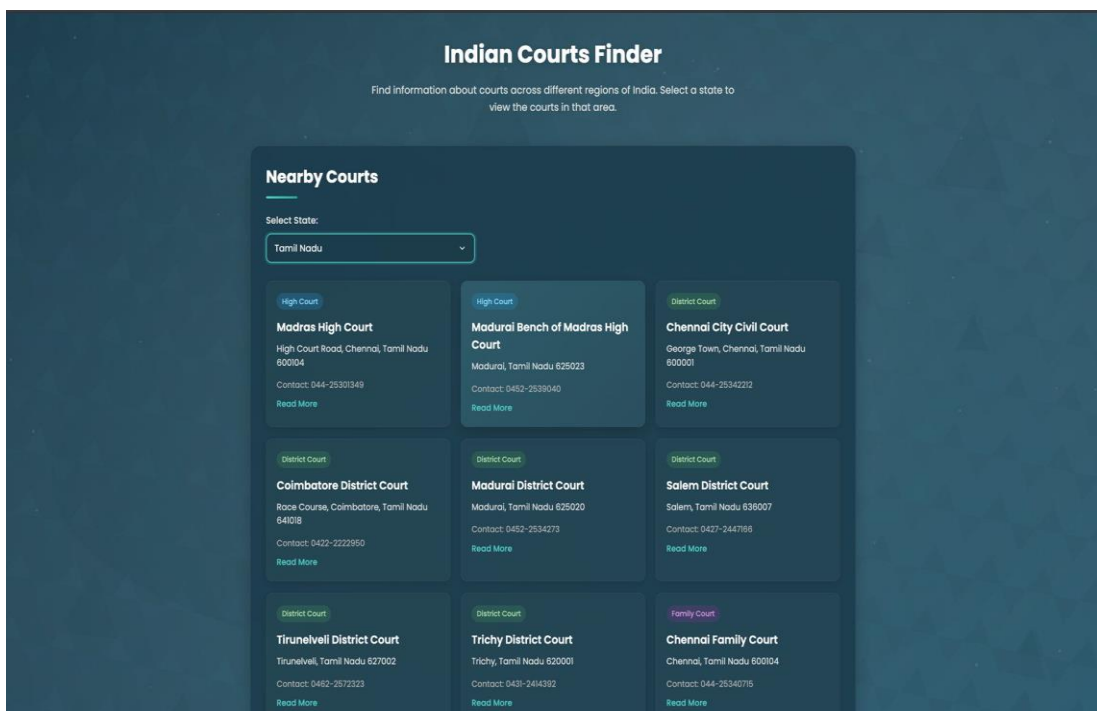 Indian Courts Finder
Find information about courts across different regions of India. Select a state to
view the courts in that area.
Nearby Courts
Select State:
Tamil Nadu
High Court
Madras High Court
High Court Road, Chennai, Tamil Nadu
600104
Contact: 044-25301349
Read More
High Court
Madurai Bench of Madras High
Court
Madurai, Tamil Nadu 625023
Contact: 0452-2539040
Read More
District Court
Chennai City Civil Court
George Town, Chennai, Tamil Nadu
600001
Contact: 044-25342212
Read More
District Court
Coimbatore District Court
Race Course, Coimbatore, Tamil Nadu
641018
Contact: 0422-2222950
Read More
District Court
Madurai District Court
Madurai, Tamil Nadu 625020
Contact: 0452-2534273
Read More
District Court
Salem District Court
Salem, Tamil Nadu 636007
Contact: 0427-2447166
Read More
District Court
Tirunelveli District Court
Tirunelveli, Tamil Nadu 627002
Contact: 0462-2572323
Read More
District Court
Trichy District Court
Trichy, Tamil Nadu 620001
Contact: 0431-2414392
Read More
Family Court
Chennai Family Court
Chennai, Tamil Nadu 600104
Contact: 044-25340715
Read More